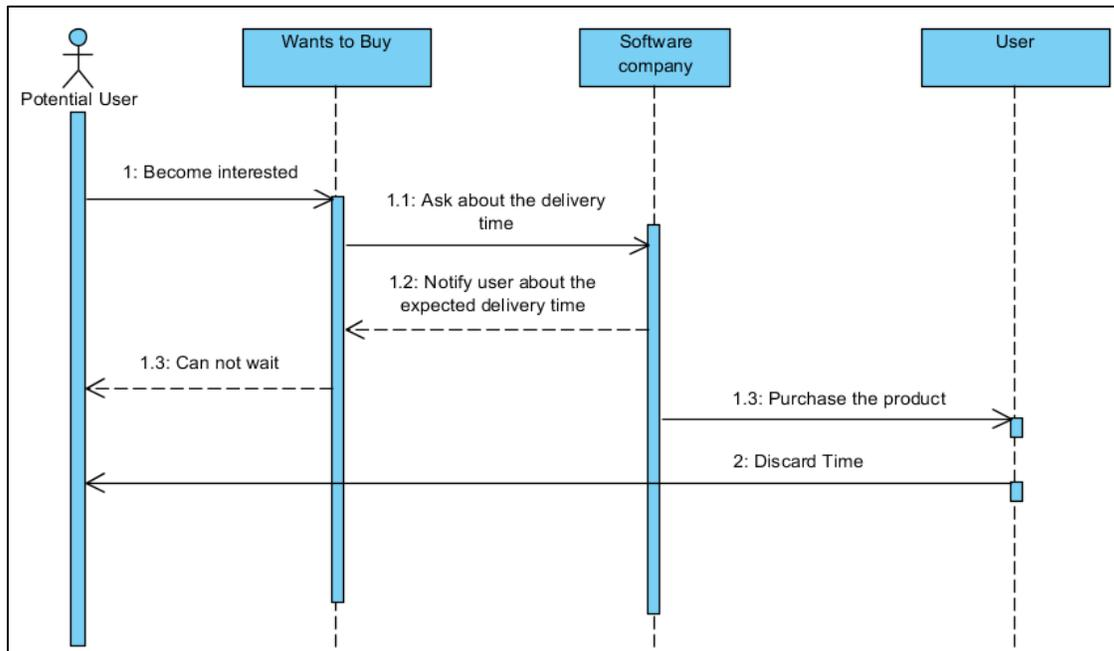 Wants to Buy
Software
company
User
Potential User
1: Become interested
1.1: Ask about the delivery
time
1.2: Notify user about the
expected delivery time
1.3: Can not wait
1.3: Purchase the product
2: Discard Time